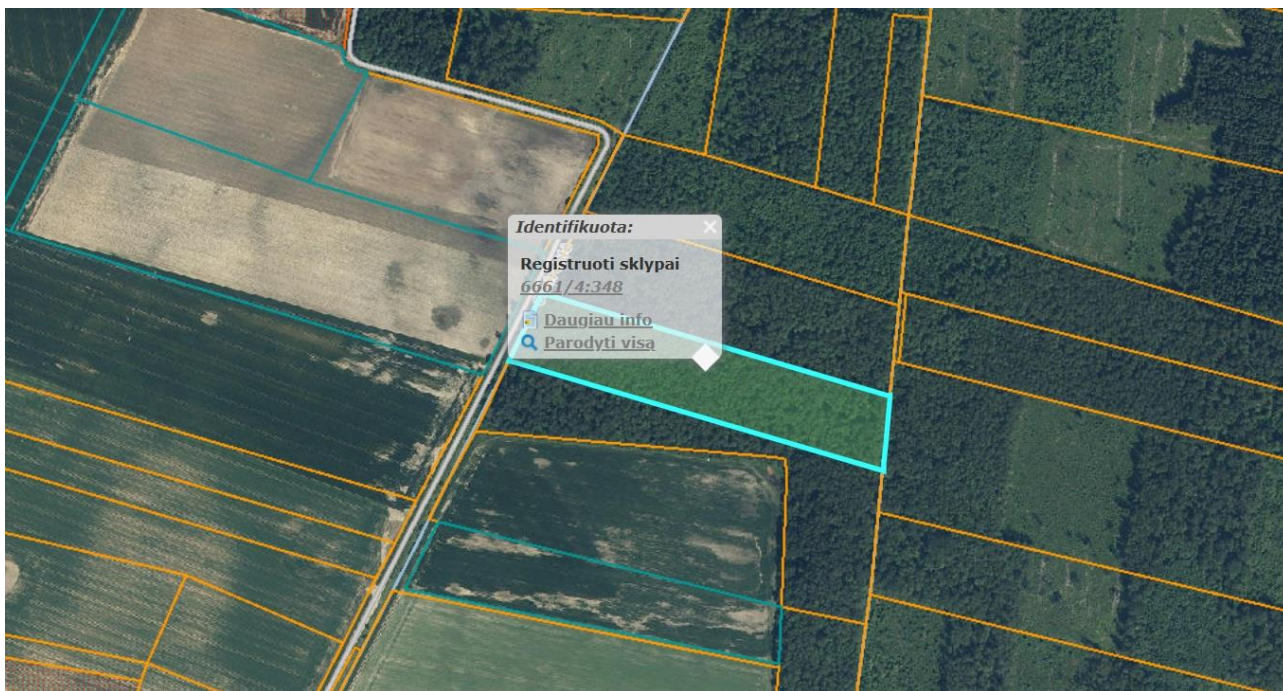 Identifikuota:
Registruoti sklypai
6661/4:348
Daugiau info
Parodyti visą